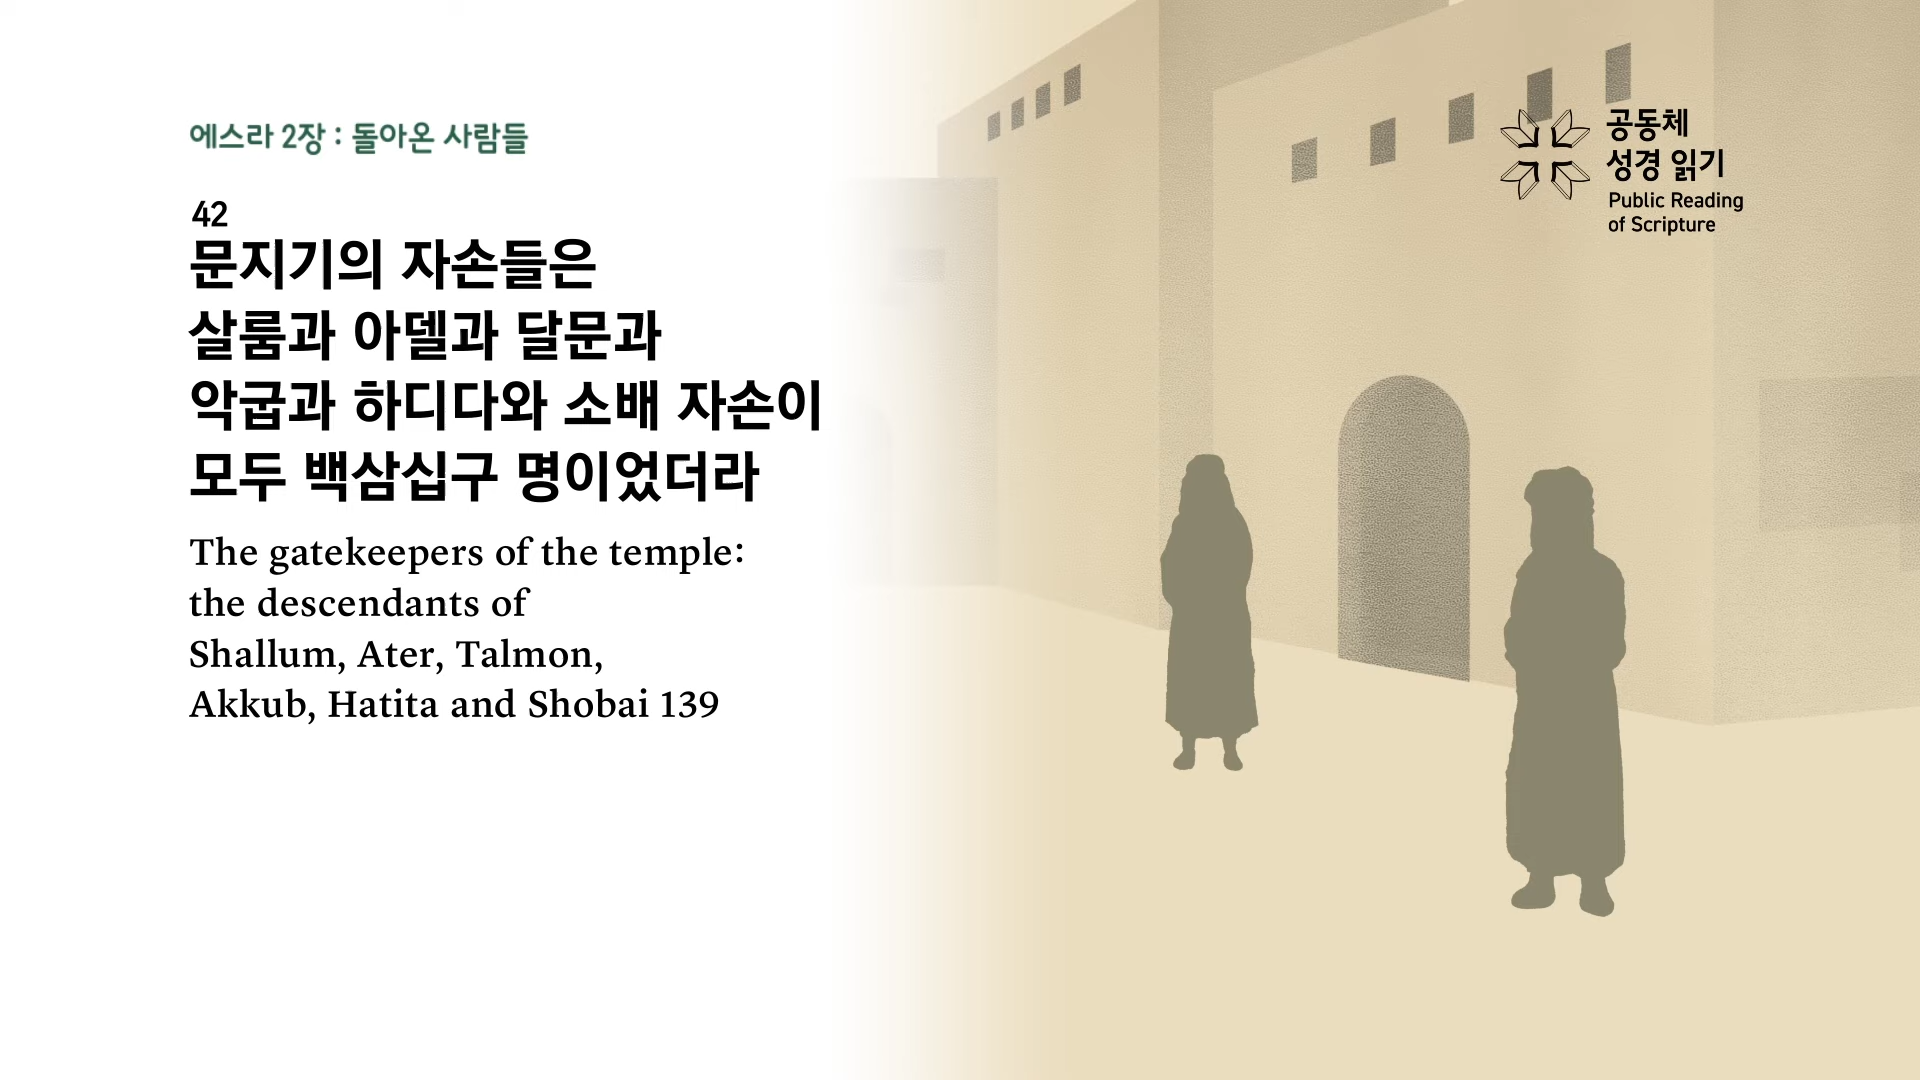 에스라 2장 : 돌아온 사람들
42
문지기의 자손들은
살룸과 아델과 달문과
악굽과 하디다와 소배 자손이
모두 백삼십구 명이었더라
The gatekeepers of the temple:
the descendants of
Shallum, Ater, Talmon,
Akkub, Hatita and Shobai 139
공동체
성경 읽기
Public Reading
of Scripture